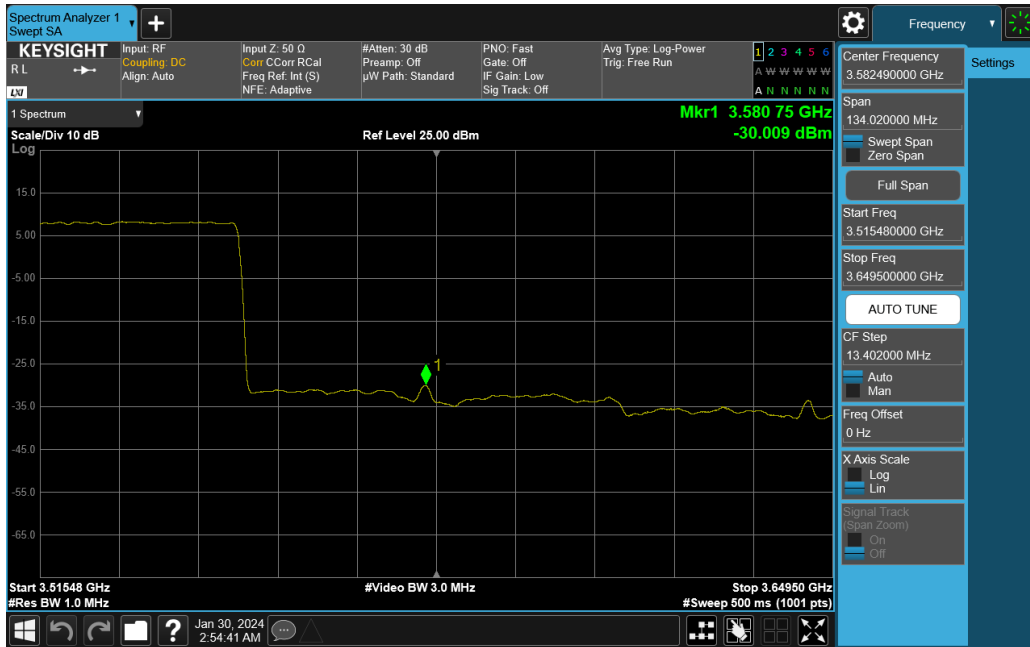 Spectrum Analyzer 1
Swept SA
Frequency
KEYSIGHT
R L
LXI
Input: RF
Coupling: DC
Align: Auto
Input Z: 50 Ω
Corr CCorr RCal
Freq Ref: Int (S)
NFE: Adaptive
#Atten: 30 dB
Preamp: Off
µW Path: Standard
PNO: Fast
Gate: Off
IF Gain: Low
Sig Track: Off
Avg Type: Log-Power
Trig: Free Run
1 2 3 4 5 6
A W W W W W
A N N N N N
1 Spectrum
Scale/Div 10 dB
Log
Ref Level 25.00 dBm
Mkr1 3.580 75 GHz
-30.009 dBm
15.0
5.00
-5.00
-15.0
-25.0
-35.0
-45.0
-55.0
-65.0
1
Start 3.51548 GHz
#Res BW 1.0 MHz
#Video BW 3.0 MHz
Stop 3.64950 GHz
#Sweep 500 ms (1001 pts)
Jan 30, 2024
2:54:41 AM
Center Frequency
3.582490000 GHz
Settings
Span
134.020000 MHz
Swept Span
Zero Span
Full Span
Start Freq
3.515480000 GHz
Stop Freq
3.649500000 GHz
AUTO TUNE
CF Step
13.402000 MHz
Auto
Man
Freq Offset
0 Hz
X Axis Scale
Log
Lin
Signal Track
(Span Zoom)
On
Off